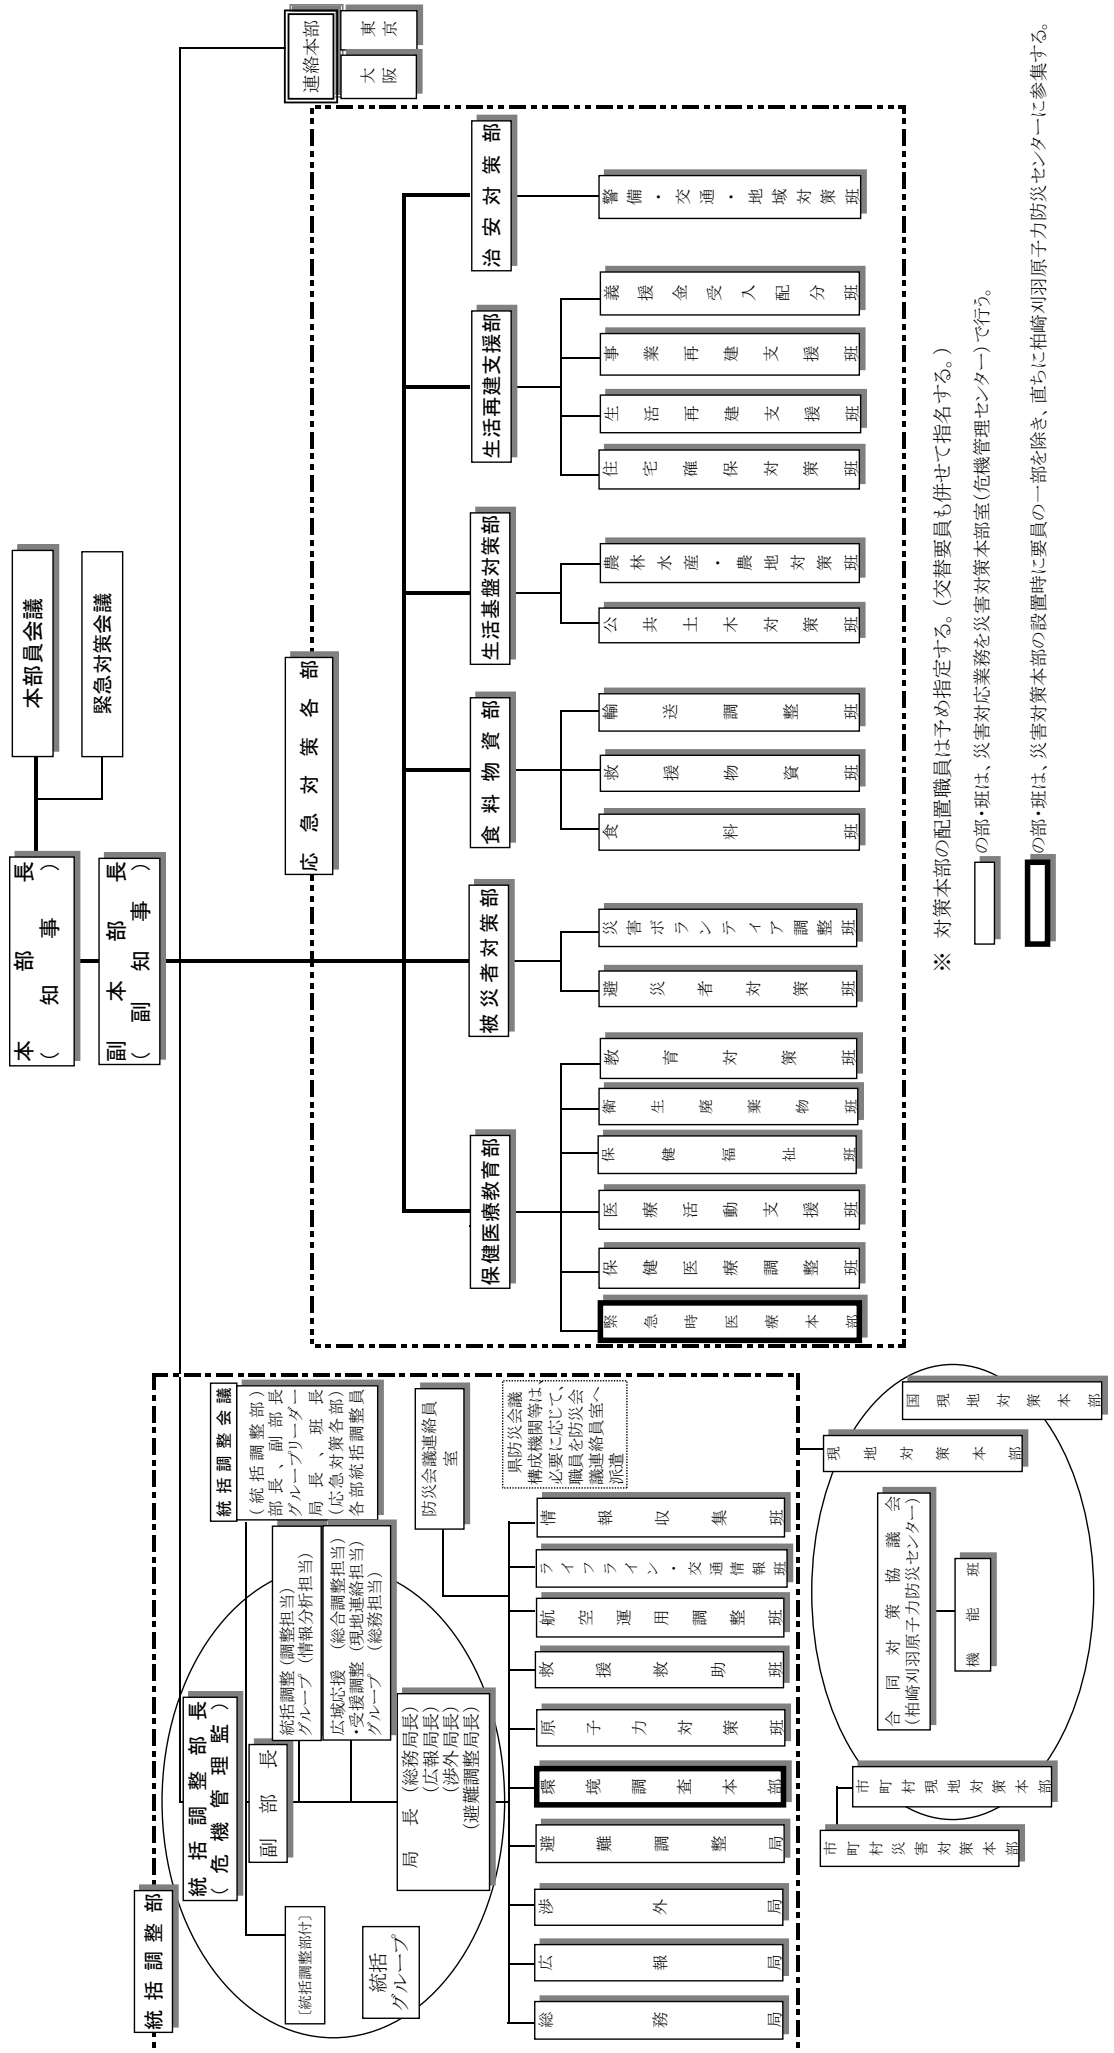 本部長
（知事）
副本部長
（副知事）
本部員会議
緊急対策会議
連絡本部
大阪
東京
統括調整部
統括調整部長
（危機管理監）
副部長
〔統括調整部付〕
統括
グループ
統括調整会議
（統括調整部）
部長、副部長
グループリーダー
局長、班長
（応急対策各部）
各部統括調整員
統括調整（調整担当）
グループ（情報分析担当）
広域応援（総合調整担当）
・受援調整（現地連絡担当）
グループ（総務担当）
局長（総務局長）
（広報局長）
（渉外局長）
（避難調整局長）
防災会議連絡員
室
県防災会議
構成機関等は、
必要に応じて、
職員を防災会
議連絡員室へ
派遣
総務局
広報局
渉外局
避難調整局
環境調査本部
原子力対策班
救援救助班
航空運用調整班
ライフライン・交通情報班
情報収集班
市町村災害対策本部
市町村現地対策本部
合同対策協議会
（柏崎刈羽原子力防災センター）
機能班
現地対策本部
国現地対策本部
応急対策各部
保健医療教育部
緊急時医療本部
保健医療調整班
医療活動支援班
保健福祉班
衛生廃棄物班
教育対策班
被災者対策部
避災者対策班
災害ボランティア調整班
食料物資部
食料班
救援物資班
輸送調整班
生活基盤対策部
公共土木対策班
農林水産・農地対策班
生活再建支援部
住宅確保対策班
生活再建支援班
事業再建支援班
義援金受入配分班
治安対策部
警備・交通・地域対策班
※ 対策本部の配置職員は予め指定する。（交替要員も併せて指名する。）
の部・班は、災害対応業務を災害対策本部室（危機管理センター）で行う。
の部・班は、災害対策本部の設置時に要員の一部を除き、直ちに柏崎刈羽原子力防災センターに参集する。